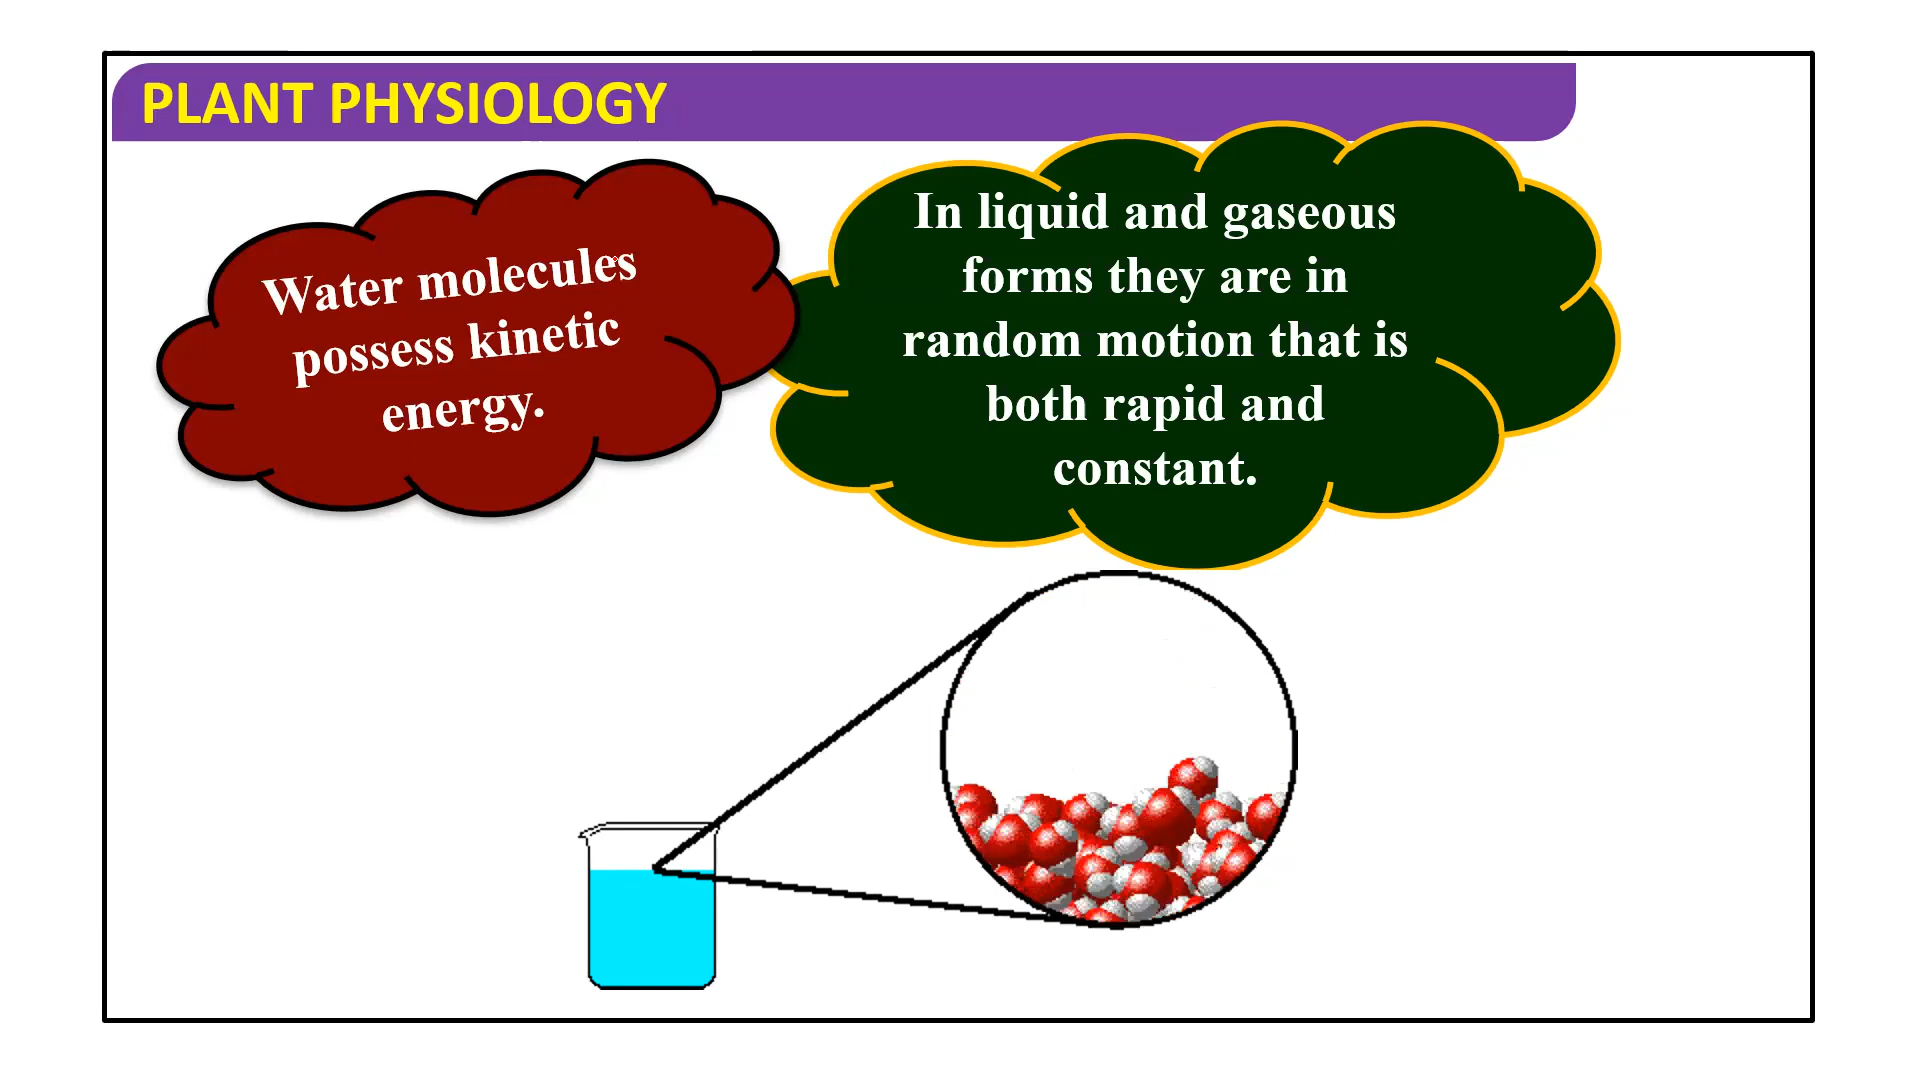 PLANT PHYSIOLOGY
Water molecules
possess kinetic
energy.
In liquid and gaseous
forms they are in
random motion that is
both rapid and
constant.